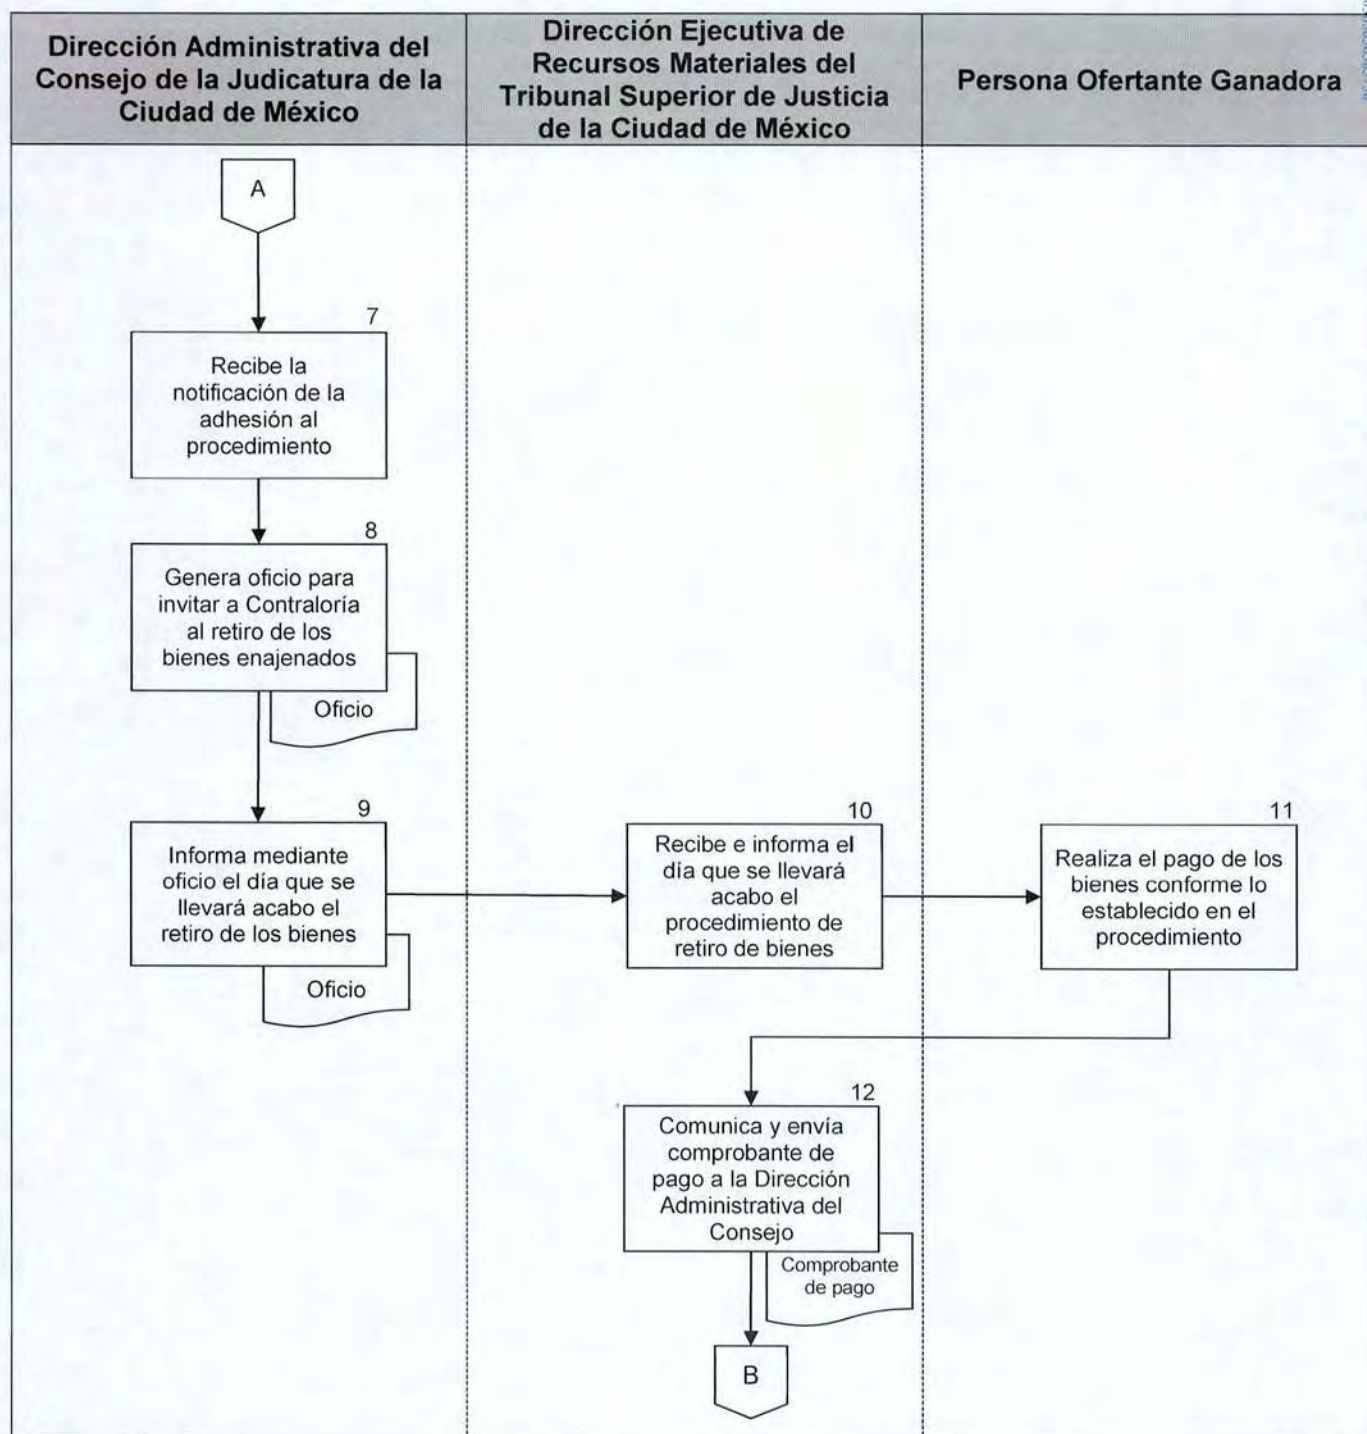 Dirección Administrativa del
Consejo de la Judicatura de la
Ciudad de México
Dirección Ejecutiva de
Recursos Materiales del
Tribunal Superior de Justicia
de la Ciudad de México
Persona Ofertante Ganadora
A
7
Recibe la
notificación de la
adhesión al
procedimiento
8
Genera oficio para
invitar a Contraloría
al retiro de los
bienes enajenados
Oficio
9
Informa mediante
oficio el día que se
llevará acabo el
retiro de los bienes
Oficio
10
Recibe e informa el
día que se llevará
acabo el
procedimiento de
retiro de bienes
11
Realiza el pago de los
bienes conforme lo
establecido en el
procedimiento
12
Comunica y envía
comprobante de
pago a la Dirección
Administrativa del
Consejo
Comprobante
de pago
B